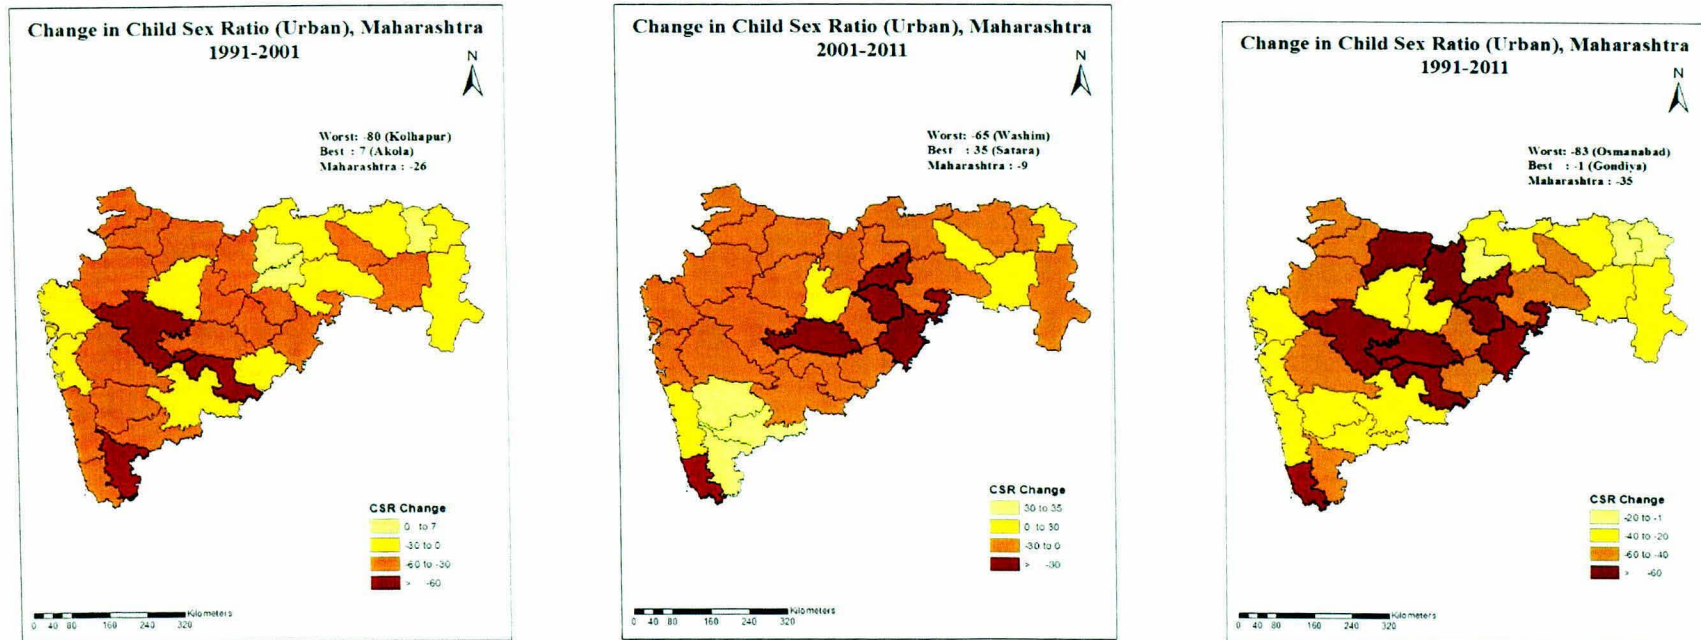 Change in Child Sex Ratio (Urban), Maharashtra
1991-2001
N
Worst: -80 (Kolhapur)
Best : 7 (Akola)
Maharashtra : -26
CSR Change
0 to 7
-30 to 0
-60 to -30
> -60
Kilometers
0 40 80 160 240 320
Change in Child Sex Ratio (Urban), Maharashtra
2001-2011
N
Worst: -65 (Washim)
Best : 35 (Satara)
Maharashtra : -9
CSR Change
30 to 35
0 to 30
-30 to 0
> -30
Kilometers
0 40 80 160 240 320
Change in Child Sex Ratio (Urban), Maharashtra
1991-2011
N
Worst: -83 (Osmanabad)
Best : -1 (Gondiya)
Maharashtra : -35
CSR Change
-20 to -1
-40 to -20
-60 to -40
> -60
Kilometers
0 40 80 160 240 320